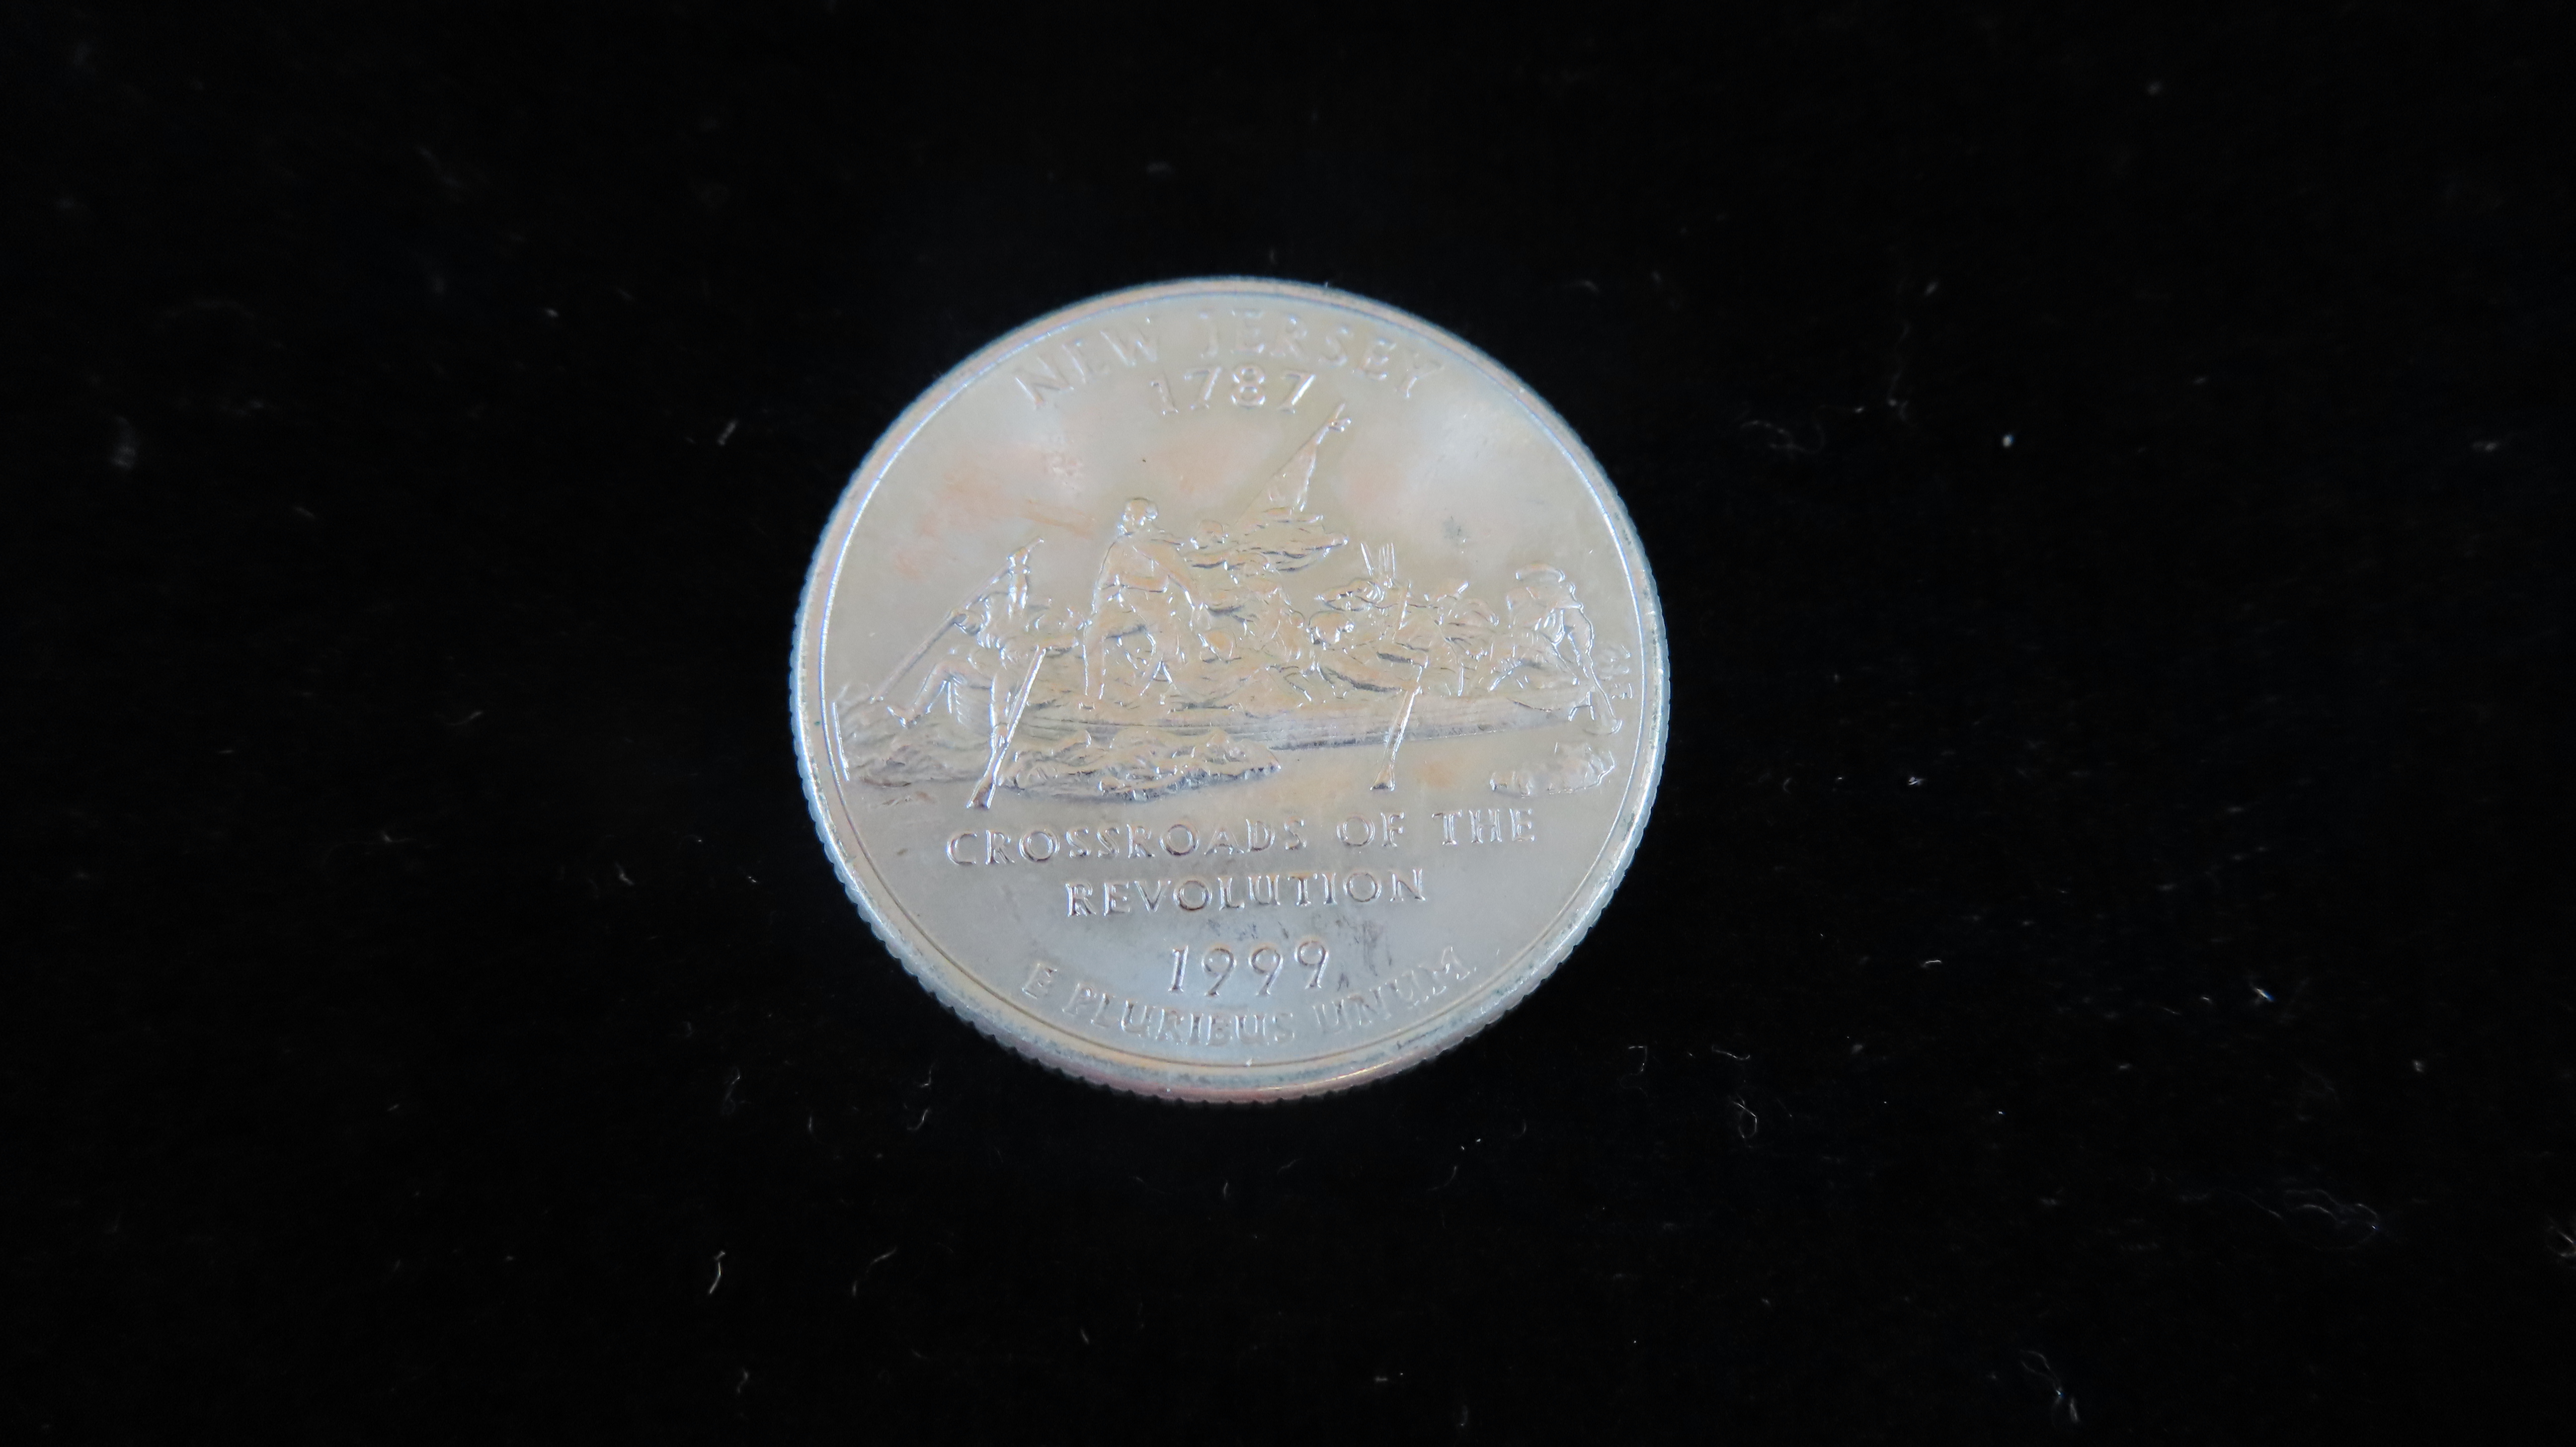 NEW JERSEY
1787
CROSSROADS OF THE
REVOLUTION
1999
E PLURIBUS UNUM